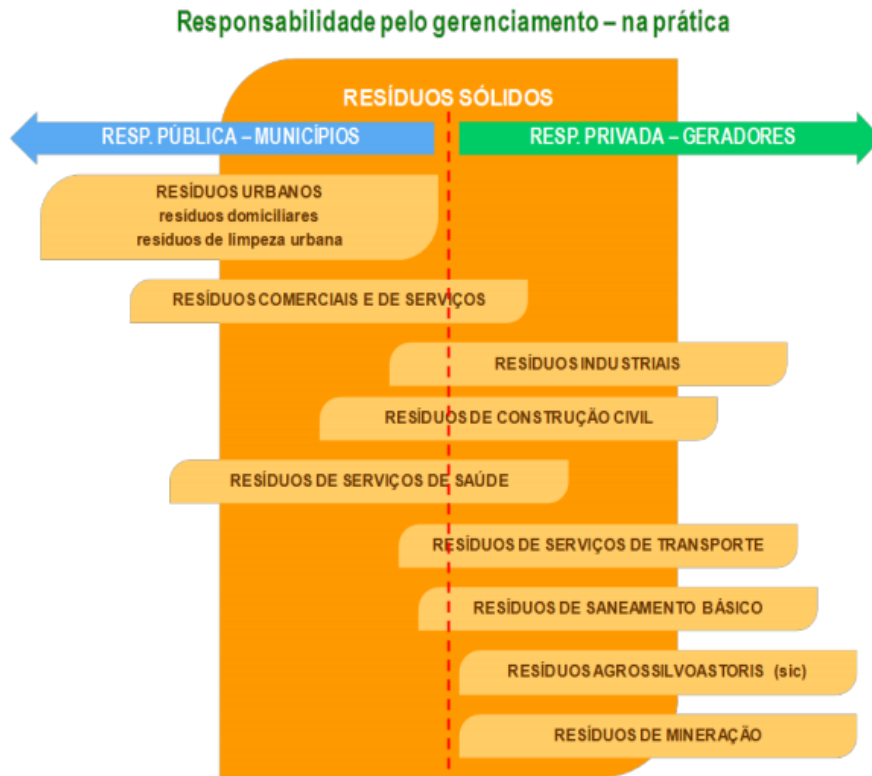 Responsabilidade pelo gerenciamento – na prática
RESÍDUOS SÓLIDOS
RESP. PÚBLICA – MUNICÍPIOS
RESP. PRIVADA – GERADORES
RESÍDUOS URBANOS
resíduos domiciliares
resíduos de limpeza urbana
RESÍDUOS COMERCIAIS E DE SERVIÇOS
RESÍDUOS INDUSTRIAIS
RESÍDUOS DE CONSTRUÇÃO CIVIL
RESÍDUOS DE SERVIÇOS DE SAÚDE
RESÍDUOS DE SERVIÇOS DE TRANSPORTE
RESÍDUOS DE SANEAMENTO BÁSICO
RESÍDUOS AGROSSILVOASTORIS (sic)
RESÍDUOS DE MINERAÇÃO